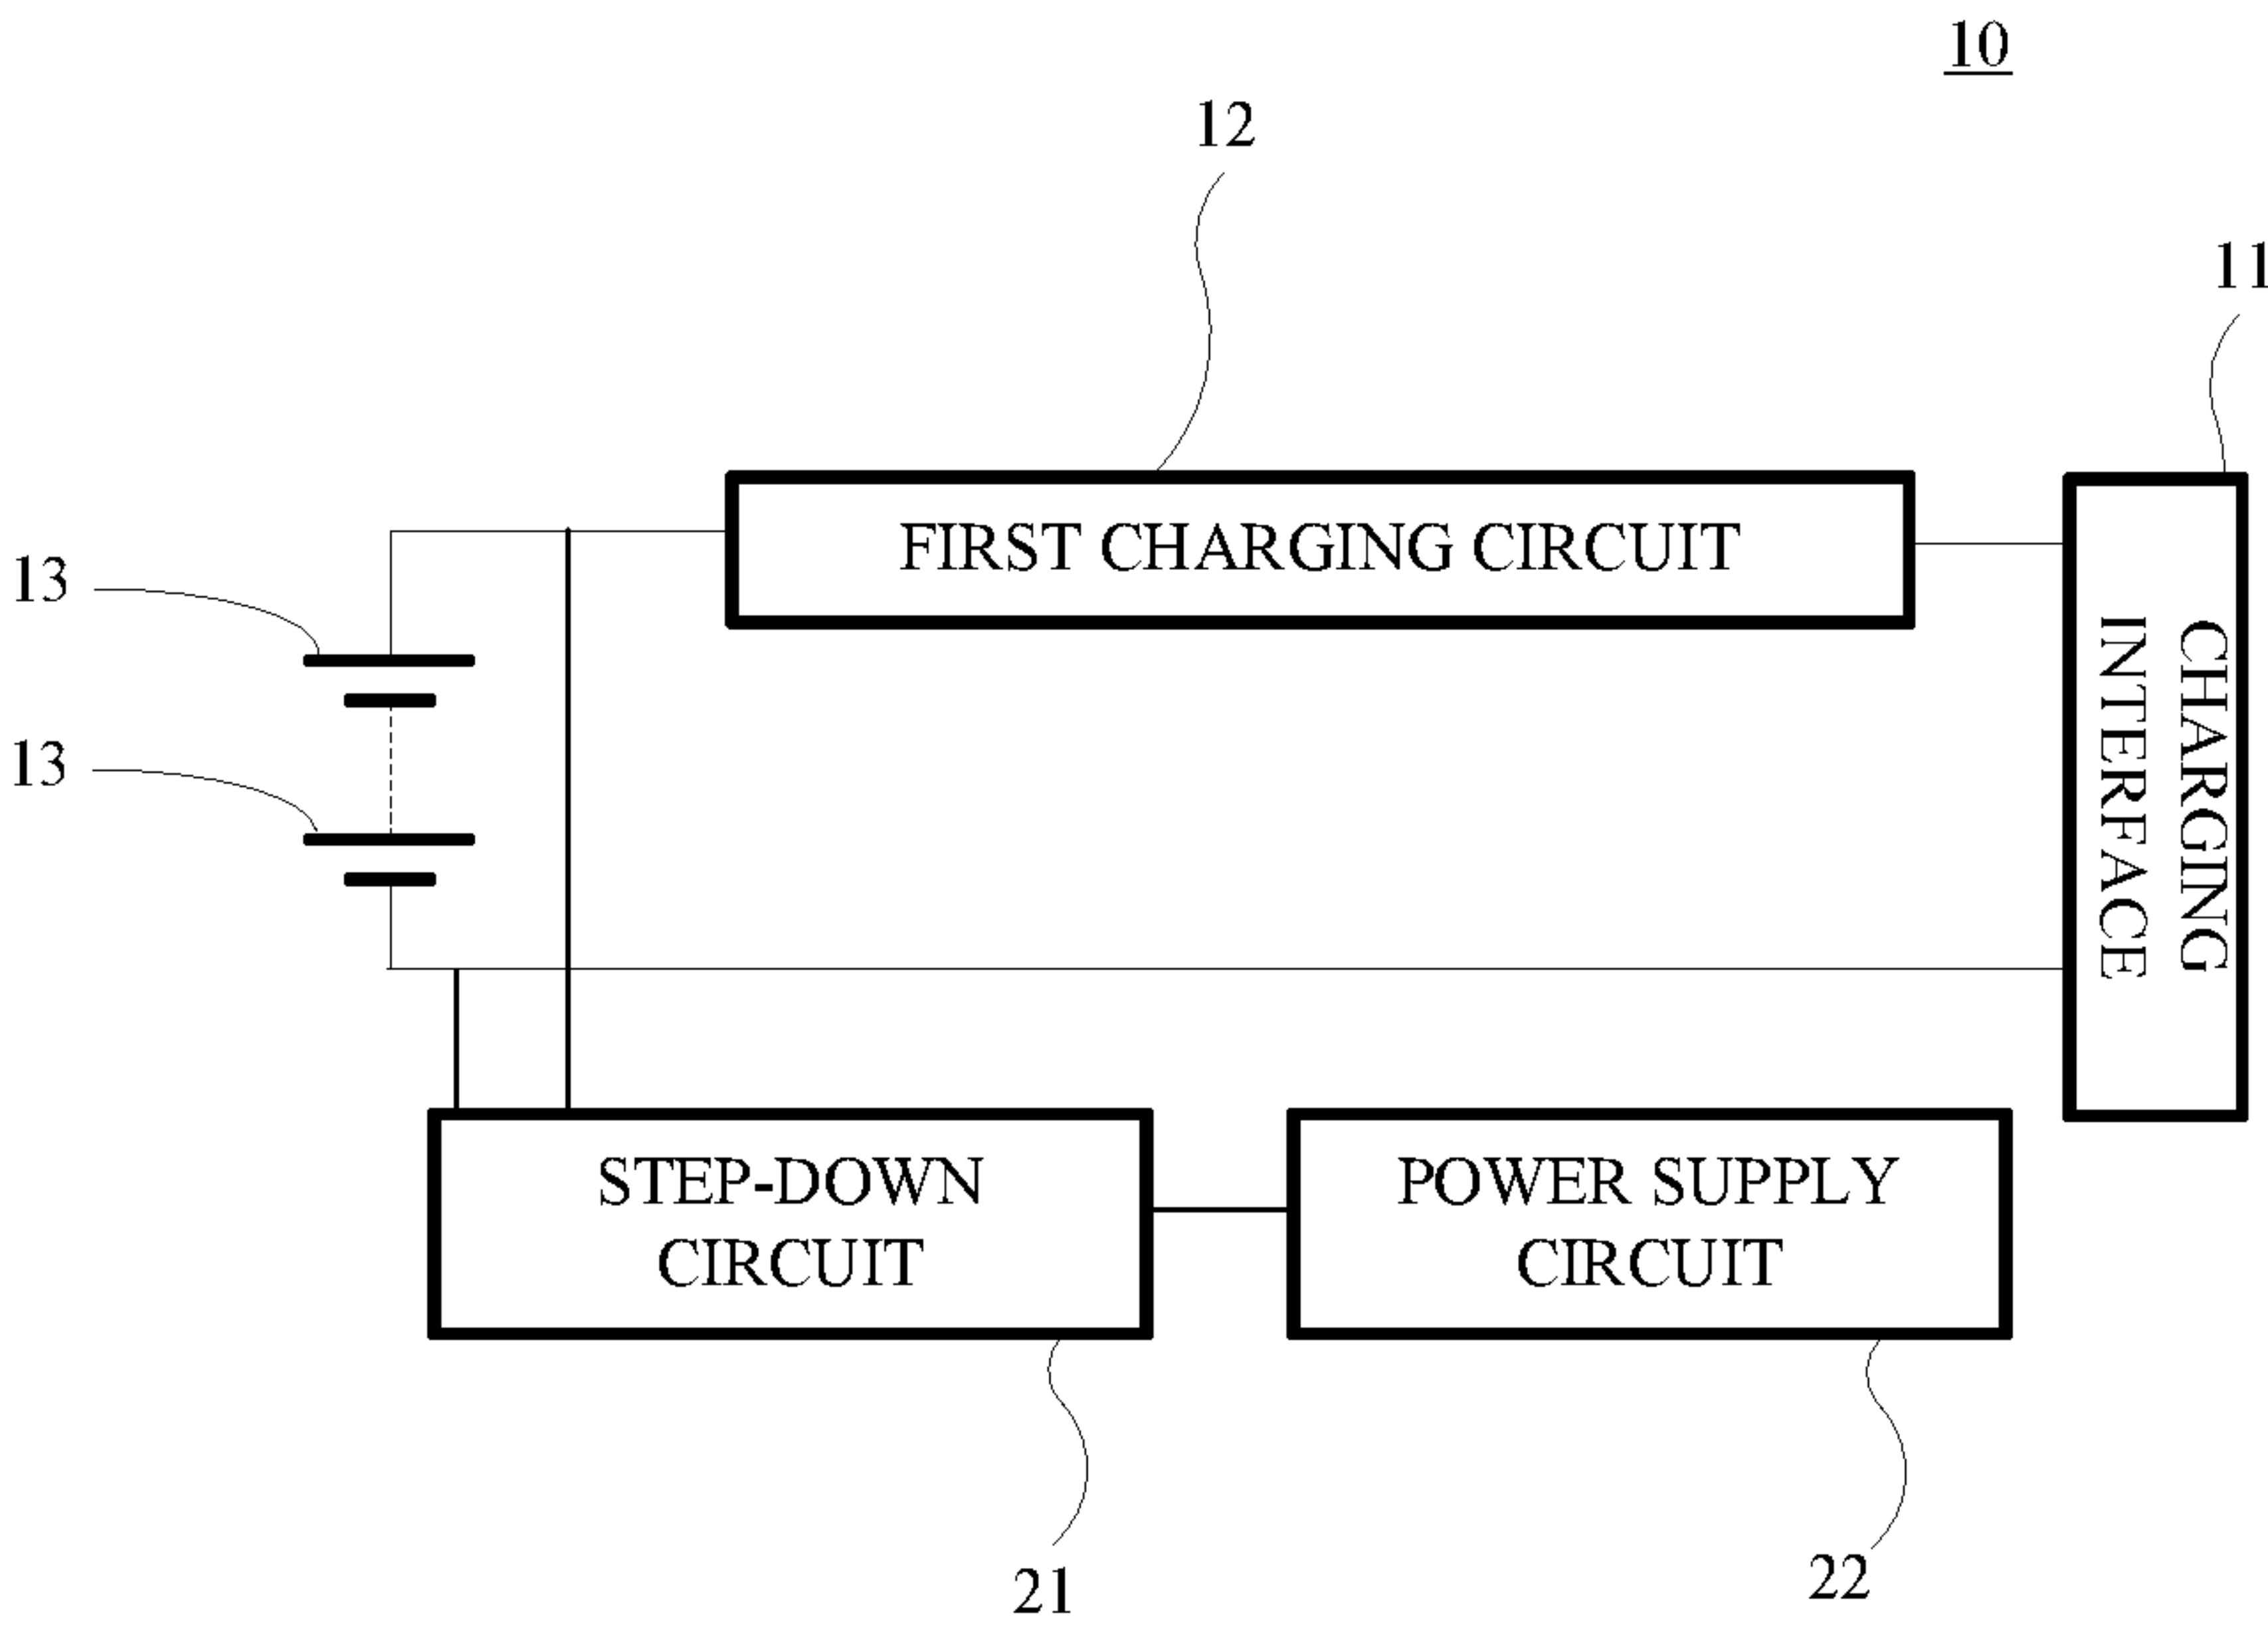 10
12
11
FIRST CHARGING CIRCUIT
13
CHARGING
INTERFACE
13
STEP-DOWN
CIRCUIT
POWER SUPPLY
CIRCUIT
21
22